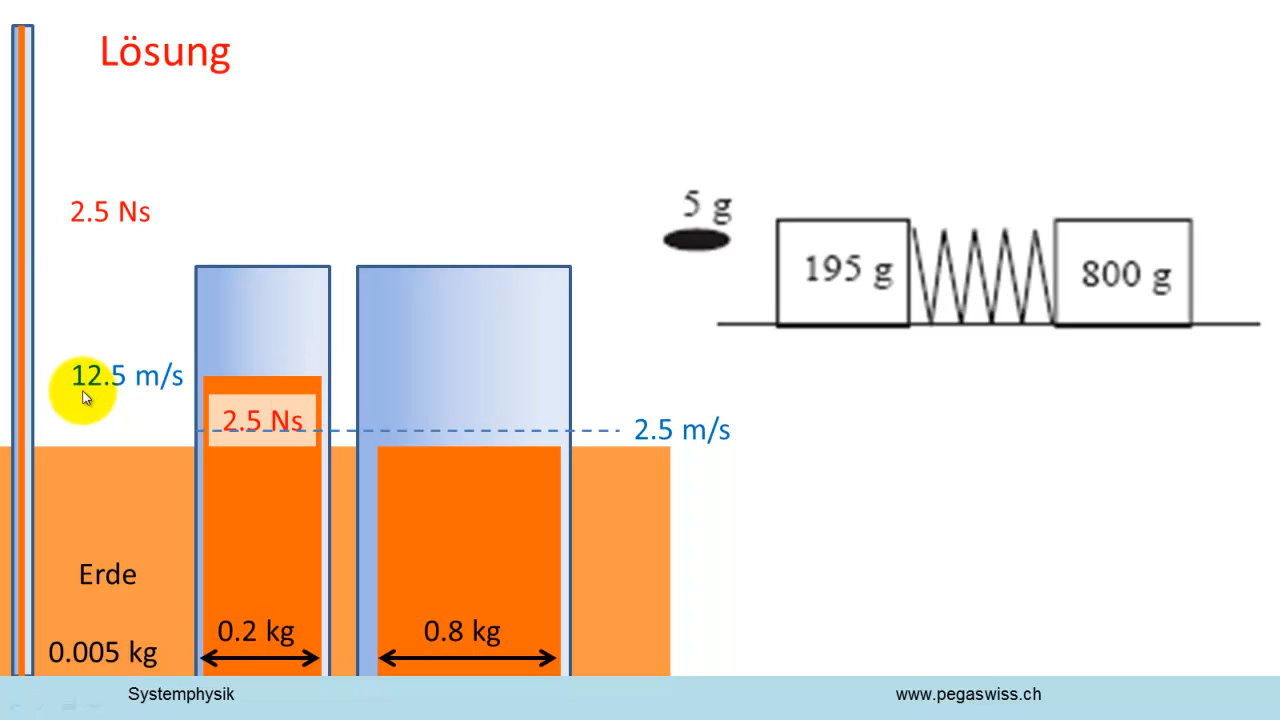 Lösung
2.5 Ns
12.5 m/s
2.5 Ns
2.5 m/s
Erde
0.005 kg
0.2 kg
0.8 kg
5 g
195 g
800 g
Systemphysik
www.pegaswiss.ch